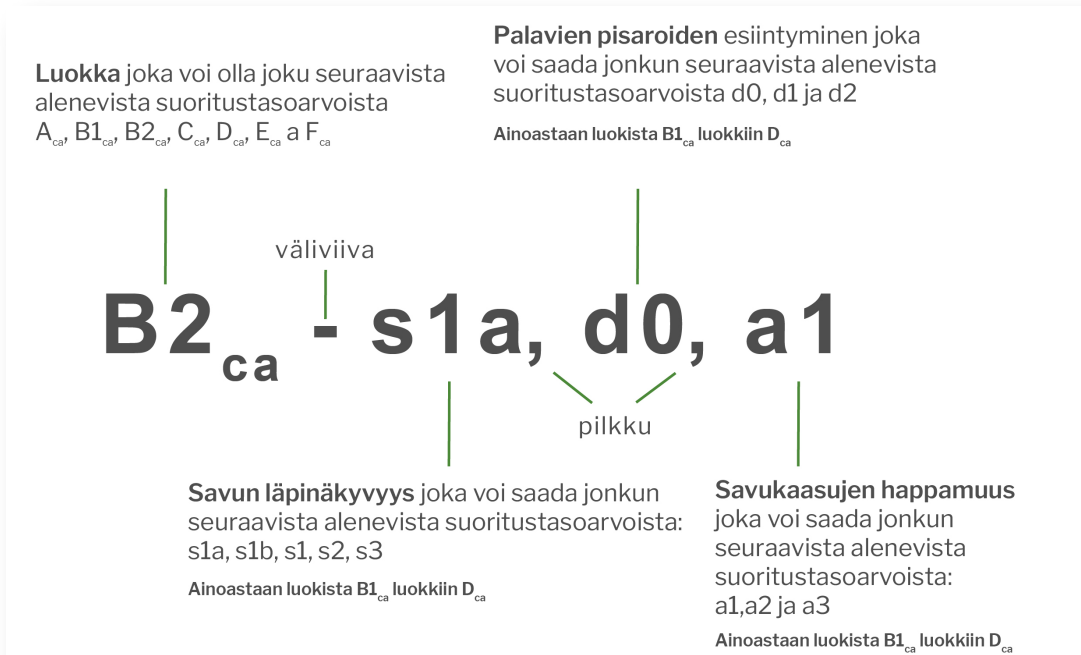 Luokka joka voi olla joku seuraavista
alenevista suoritustasoarvoista
Aca, B1ca, B2ca, Cca, Dca, Eca a Fca
Palavien pisaroiden esiintyminen joka
voi saada jonkun seuraavista alenevista
suoritustasoarvoista d0, d1 ja d2
Ainoastaan luokista B1ca luokkiin Dca
väliviiva
B2ca - s1a, d0, a1
pilkku
Savun läpinäkyvyys joka voi saada jonkun
seuraavista alenevista suoritustasoarvoista:
s1a, s1b, s1, s2, s3
Ainoastaan luokista B1ca luokkiin Dca
Savukaasujen happamuus
joka voi saada jonkun
seuraavista alenevista
suoritustasoarvoista:
a1,a2 ja a3
Ainoastaan luokista B1ca luokkiin Dca